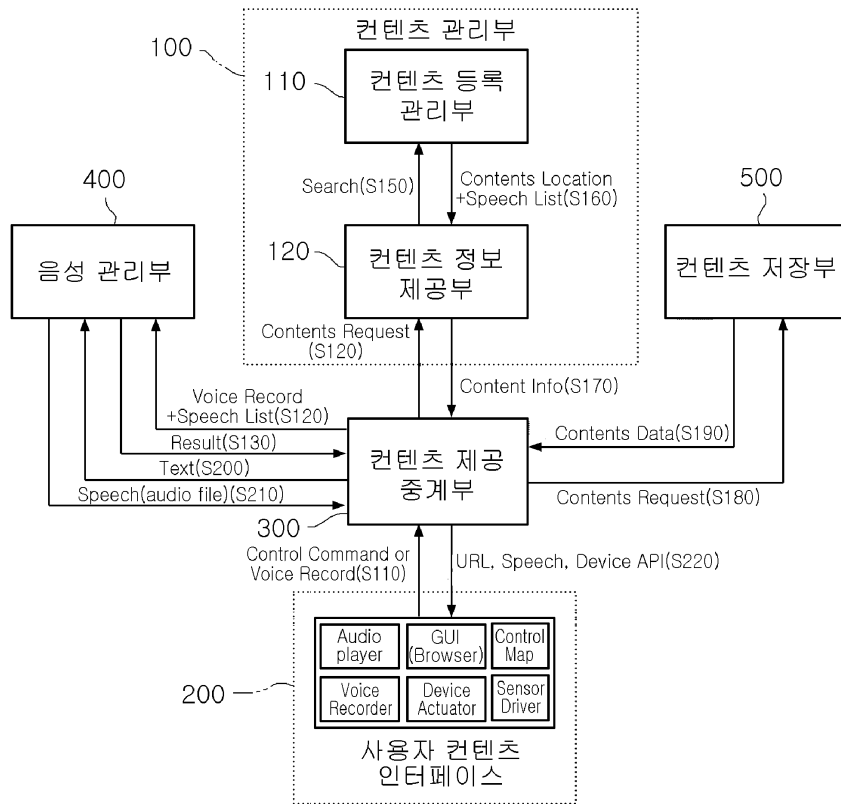 컨텐츠 관리부
100
110
컨텐츠 등록
관리부
Search(S150)
Contents Location
+Speech List(S160)
400
500
음성 관리부
120
컨텐츠 정보
제공부
컨텐츠 저장부
Contents Request
(S120)
Content Info(S170)
Voice Record
+Speech List(S120)
Result(S130)
Text(S200)
Speech(audio file)(S210)
컨텐츠 제공
중계부
300
Contents Data(S190)
Contents Request(S180)
Control Command or
Voice Record(S110)
URL, Speech, Device API(S220)
200
Audio
player
GUI
(Browser)
Control
Map
Voice
Recorder
Device
Actuator
Sensor
Driver
사용자 컨텐츠
인터페이스